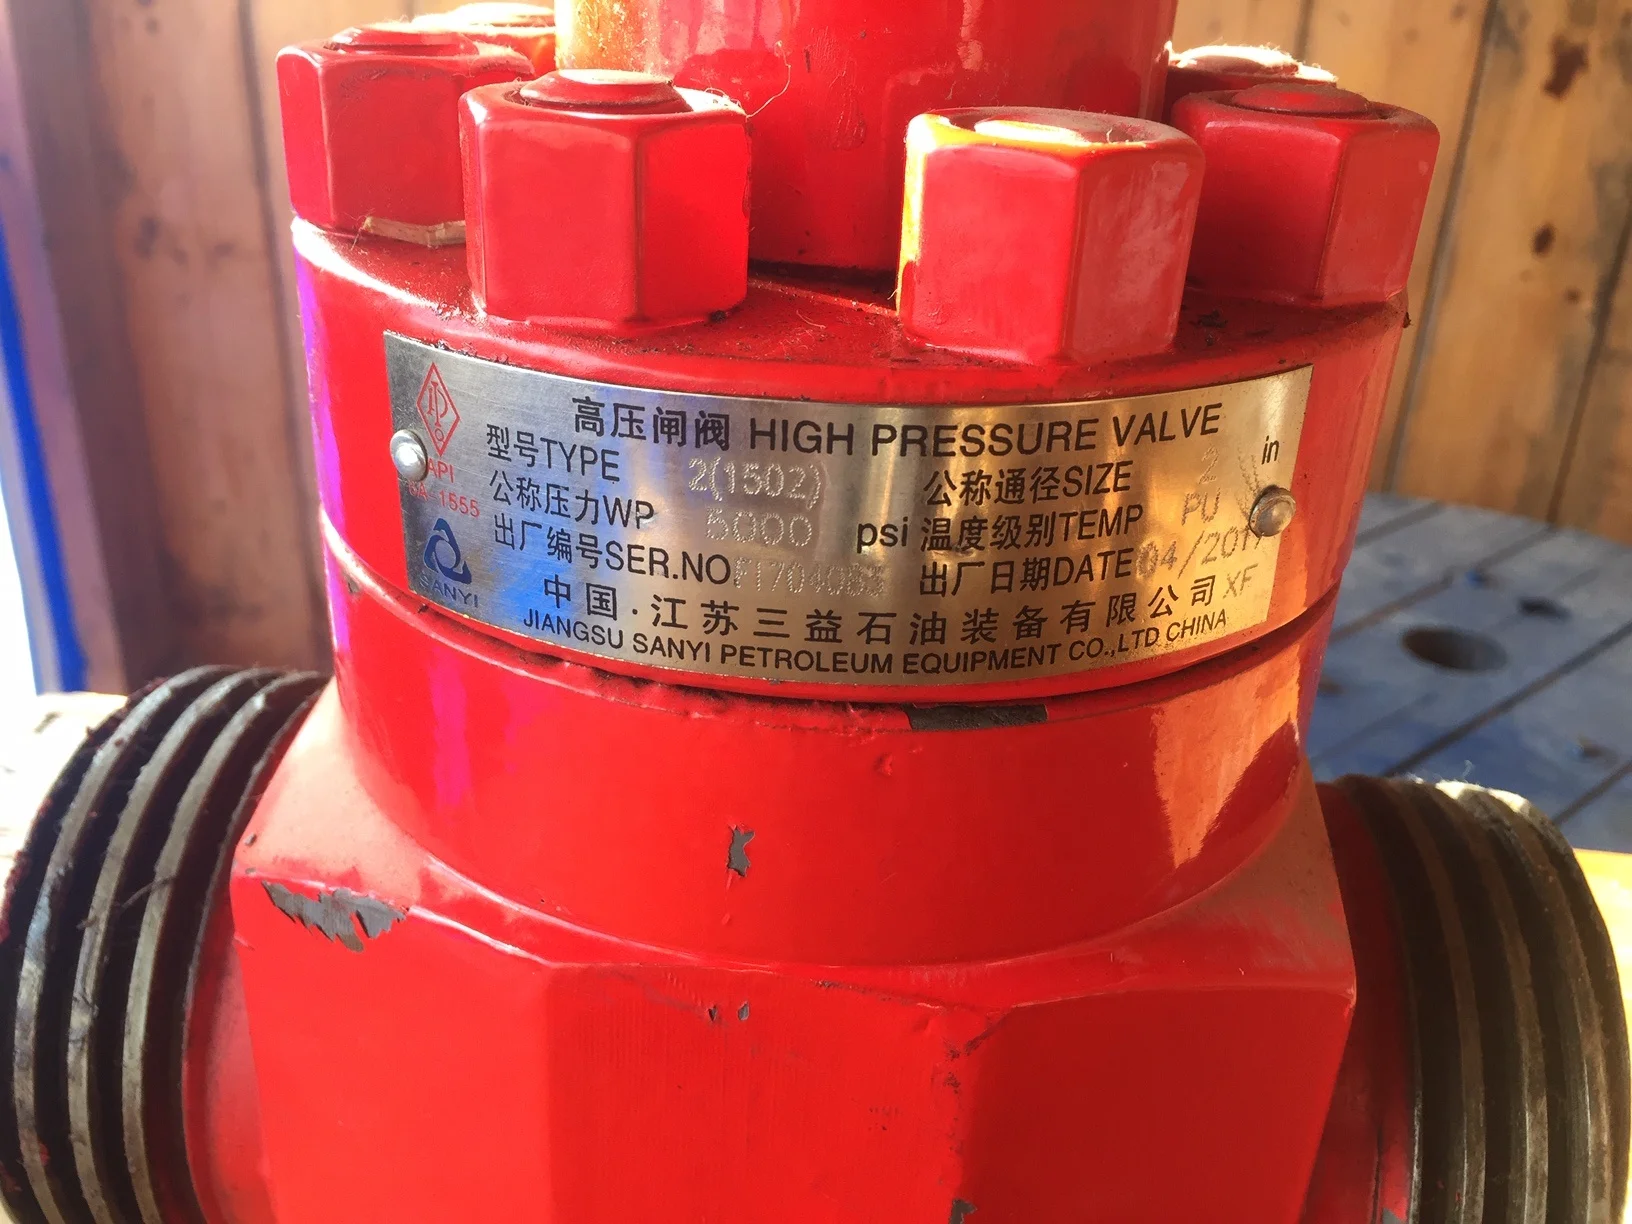 高压闸阀 HIGH PRESSURE VALVE
API
6A-1555
型号TYPE 2(1502) 公称通径SIZE 2 in
公称压力WP 5000 psi 温度级别TEMP PU
出厂编号SER.NO 出厂日期DATE 04/2017
中国·江苏三益石油装备有限公司 XF
JIANGSU SANYI PETROLEUM EQUIPMENT CO.,LTD CHINA
SANYI